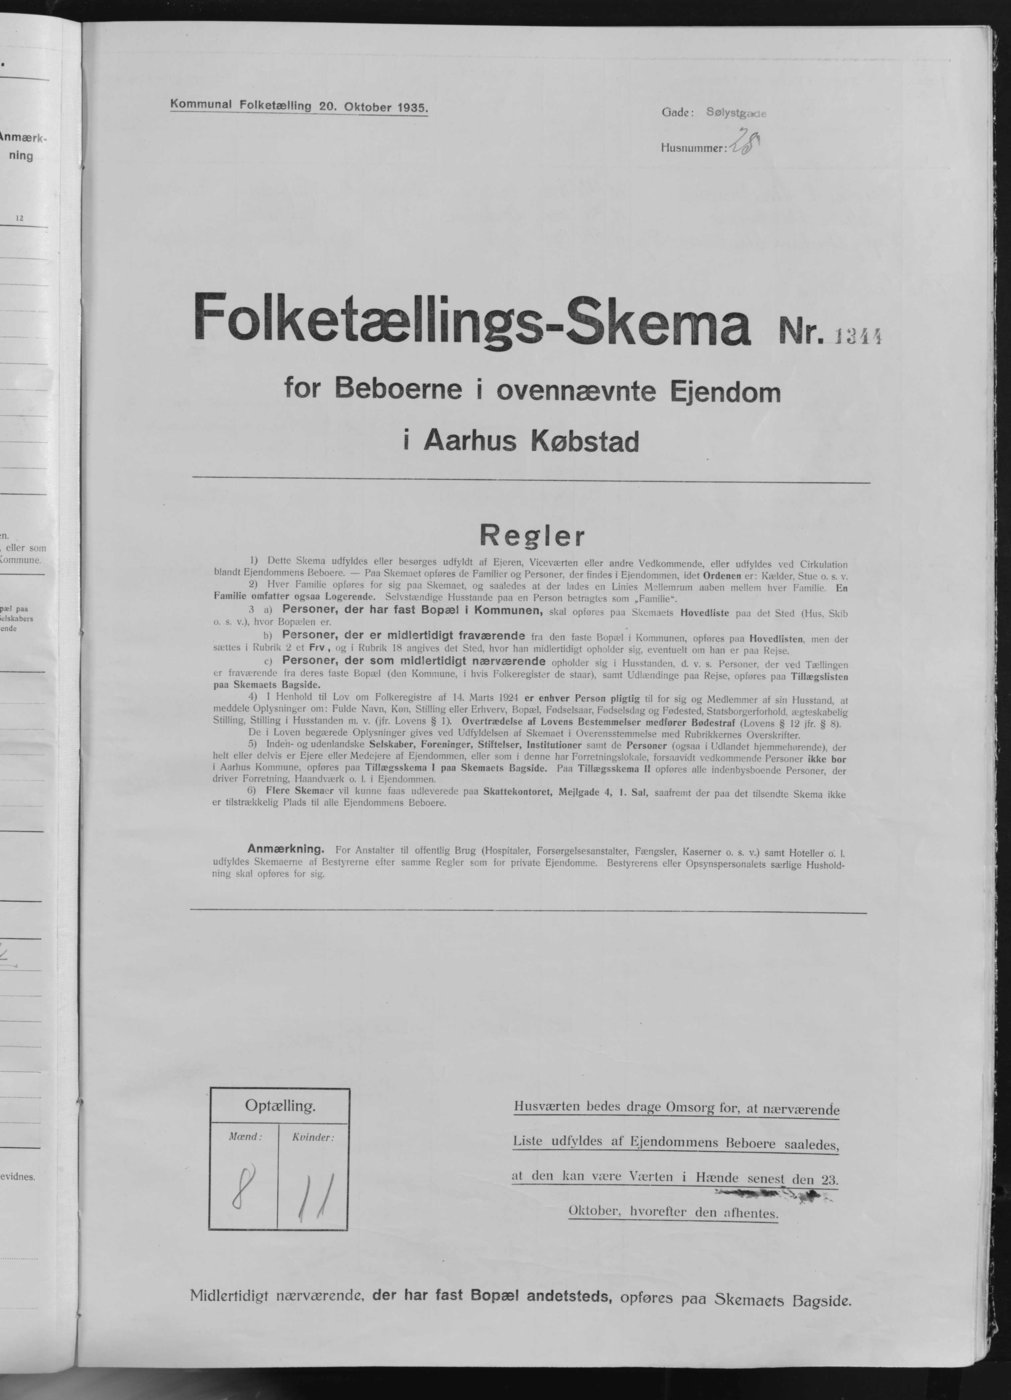 .
Anmærk-
ning
12
en.
, eller som
Kommune.
pæl paa
Selskabers
ende
evidnes.
Kommunal Folketælling 20. Oktober 1935.
Gade: Sølystgade
Husnummer: 28
Folketællings-Skema Nr. 1344
for Beboerne i ovennævnte Ejendom
i Aarhus Købstad
Regler
1) Dette Skema udfyldes eller besørges udfyldt af Ejeren, Viceværten eller andre Vedkommende, eller udfyldes ved Cirkulation
blandt Ejendommens Beboere. — Paa Skemaet opføres de Familier og Personer, der findes i Ejendommen, idet Ordenen er: Kælder, Stue o. s. v.
2) Hver Familie opføres for sig paa Skemaet, og saaledes at der lades en Linies Mellemrum aaben mellem hver Familie. En
Familie omfatter ogsaa Logerende. Selvstændige Husstande paa en Person betragtes som „Familie“.
3 a) Personer, der har fast Bopæl i Kommunen, skal opføres paa Skemaets Hovedliste paa det Sted (Hus, Skib
o. s. v.), hvor Bopælen er.
b) Personer, der er midlertidigt fraværende fra den faste Bopæl i Kommunen, opføres paa Hovedlisten, men der
sættes i Rubrik 2 et Frv, og i Rubrik 18 angives det Sted, hvor han midlertidigt opholder sig, eventuelt om han er paa Rejse.
c) Personer, der som midlertidigt nærværende opholder sig i Husstanden, d. v. s. Personer, der ved Tællingen
er fraværende fra deres faste Bopæl (den Kommune, i hvis Folkeregister de staar), samt Udlændinge paa Rejse, opføres paa Tillægslisten
paa Skemaets Bagside.
4) I Henhold til Lov om Folkeregistre af 14. Marts 1924 er enhver Person pligtig til for sig og Medlemmer af sin Husstand, at
meddele Oplysninger om: Fulde Navn, Køn, Stilling eller Erhverv, Bopæl, Fødselsaar, Fødselsdag og Fødested, Statsborgerforhold, ægteskabelig
Stilling, Stilling i Husstanden m. v. (jfr. Lovens § 1). Overtrædelse af Lovens Bestemmelser medfører Bødestraf (Lovens § 12 jfr. § 8).
De i Loven begærede Oplysninger gives ved Udfyldelsen af Skemaet i Overensstemmelse med Rubrikkernes Overskrifter.
5) Inden- og udenlandske Selskaber, Foreninger, Stiftelser, Institutioner samt de Personer (ogsaa i Udlandet hjemmehørende), der
helt eller delvis er Ejere eller Medejere af Ejendommen, eller som i denne har Forretningslokale, forsaavidt vedkommende Personer ikke bor
i Aarhus Kommune, opføres paa Tillægsskema I paa Skemaets Bagside. Paa Tillægsskema II opføres alle indenbysboende Personer, der
driver Forretning, Haandværk o. l. i Ejendommen.
6) Flere Skemaer vil kunne faas udleverede paa Skattekontoret, Mejlgade 4, 1. Sal, saafremt der paa det tilsendte Skema ikke
er tilstrækkelig Plads til alle Ejendommens Beboere.
Anmærkning. For Anstalter til offentlig Brug (Hospitaler, Forsørgelsesanstalter, Fængsler, Kaserner o. s. v.) samt Hoteller o. l.
udfyldes Skemaerne af Bestyrerne efter samme Regler som for private Ejendomme. Bestyrerens eller Opsynspersonalets særlige Hushold-
ning skal opføres for sig.
Optælling.
Mænd: Kvinder:
8 11
Husværten bedes drage Omsorg for, at nærværende
Liste udfyldes af Ejendommens Beboere saaledes,
at den kan være Værten i Hænde senest den 23.
Oktober, hvorefter den afhentes.
Midlertidigt nærværende, der har fast Bopæl andetsteds, opføres paa Skemaets Bagside.